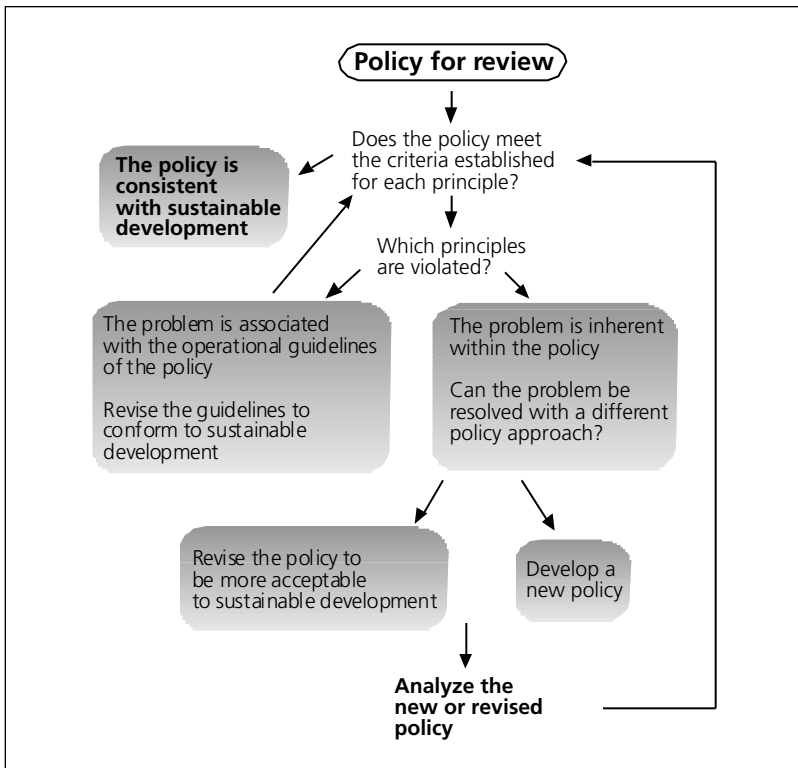 Policy for review
Does the policy meet
the criteria established
for each principle?
The policy is
consistent
with sustainable
development
Which principles
are violated?
The problem is associated
with the operational guidelines
of the policy
Revise the guidelines to
conform to sustainable
development
The problem is inherent
within the policy
Can the problem be
resolved with a different
policy approach?
Revise the policy to
be more acceptable
to sustainable development
Develop a
new policy
Analyze the
new or revised
policy